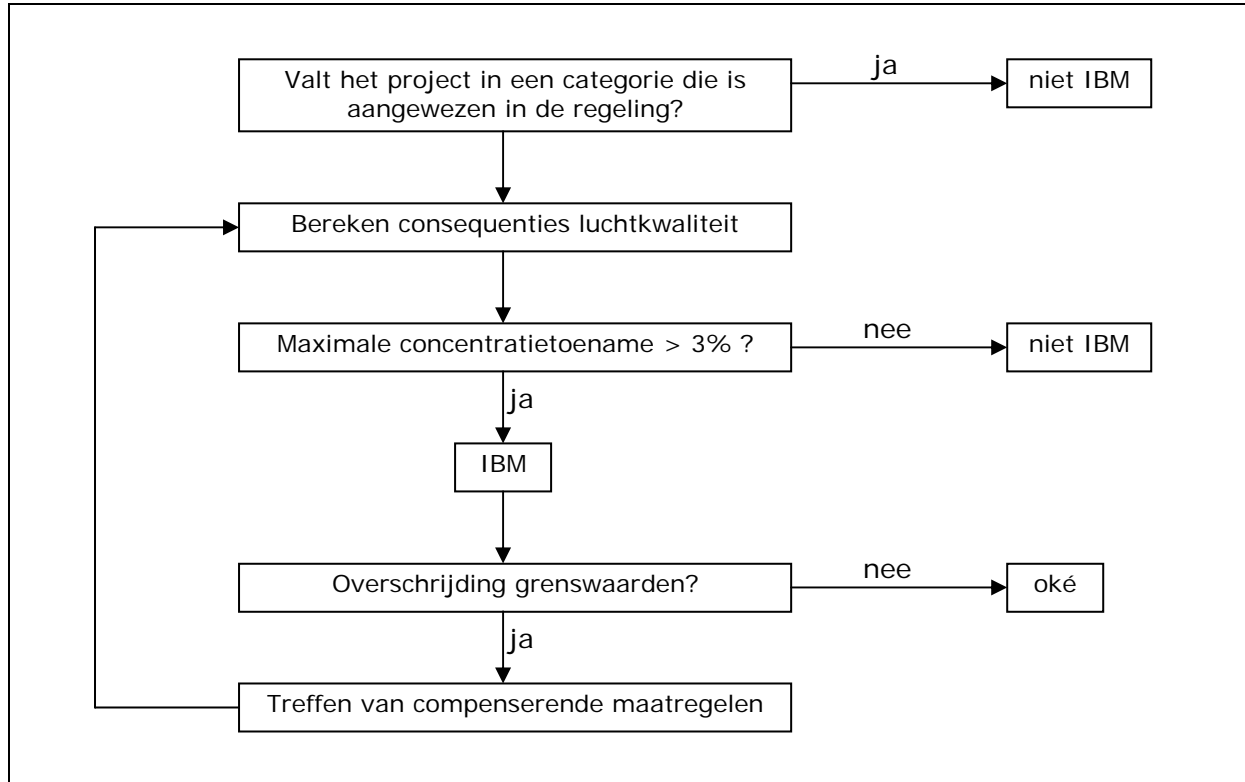 Valt het project in een categorie die is
aangewezen in de regeling?
ja
niet IBM
Bereken consequenties luchtkwaliteit
Maximale concentratietoename > 3% ?
nee
niet IBM
ja
IBM
Overschrijding grenswaarden?
nee
oké
ja
Treffen van compenserende maatregelen